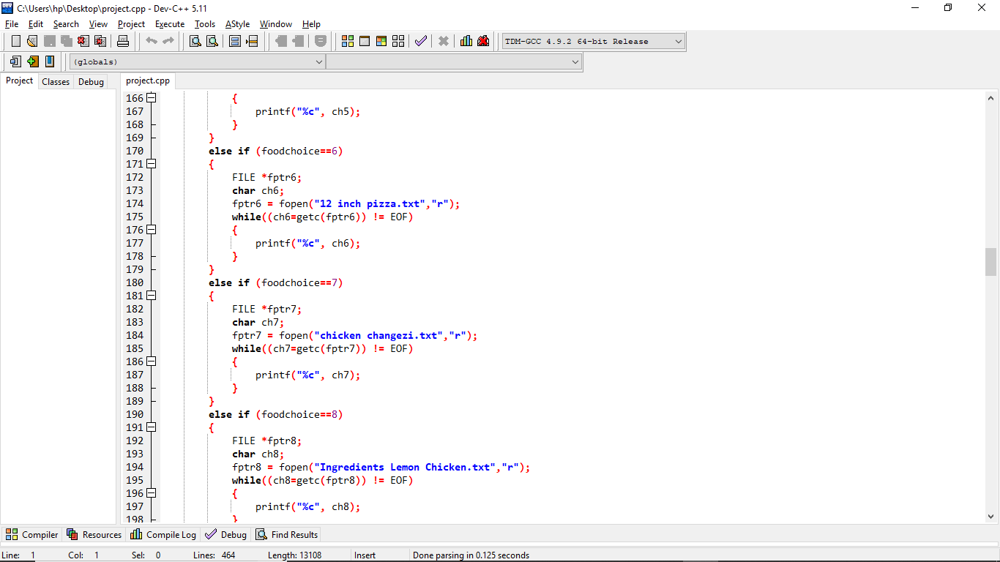 C:\Users\hp\Desktop\project.cpp - Dev-C++ 5.11
File Edit Search View Project Execute Tools AStyle Window Help
TDM-GCC 4.9.2 64-bit Release
(globals)
Project Classes Debug project.cpp
166 {
167 printf("%c", ch5);
168 }
169 }
170 else if (foodchoice==6)
171 {
172 FILE *fptr6;
173 char ch6;
174 fptr6 = fopen("12 inch pizza.txt","r");
175 while((ch6=getc(fptr6)) != EOF)
176 {
177 printf("%c", ch6);
178 }
179 }
180 else if (foodchoice==7)
181 {
182 FILE *fptr7;
183 char ch7;
184 fptr7 = fopen("chicken changezi.txt","r");
185 while((ch7=getc(fptr7)) != EOF)
186 {
187 printf("%c", ch7);
188 }
189 }
190 else if (foodchoice==8)
191 {
192 FILE *fptr8;
193 char ch8;
194 fptr8 = fopen("Ingredients Lemon Chicken.txt","r");
195 while((ch8=getc(fptr8)) != EOF)
196 {
197 printf("%c", ch8);
198 }
Compiler Resources Compile Log Debug Find Results
Line: 1 Col: 1 Sel: 0 Lines: 464 Length: 13108 Insert Done parsing in 0.125 seconds